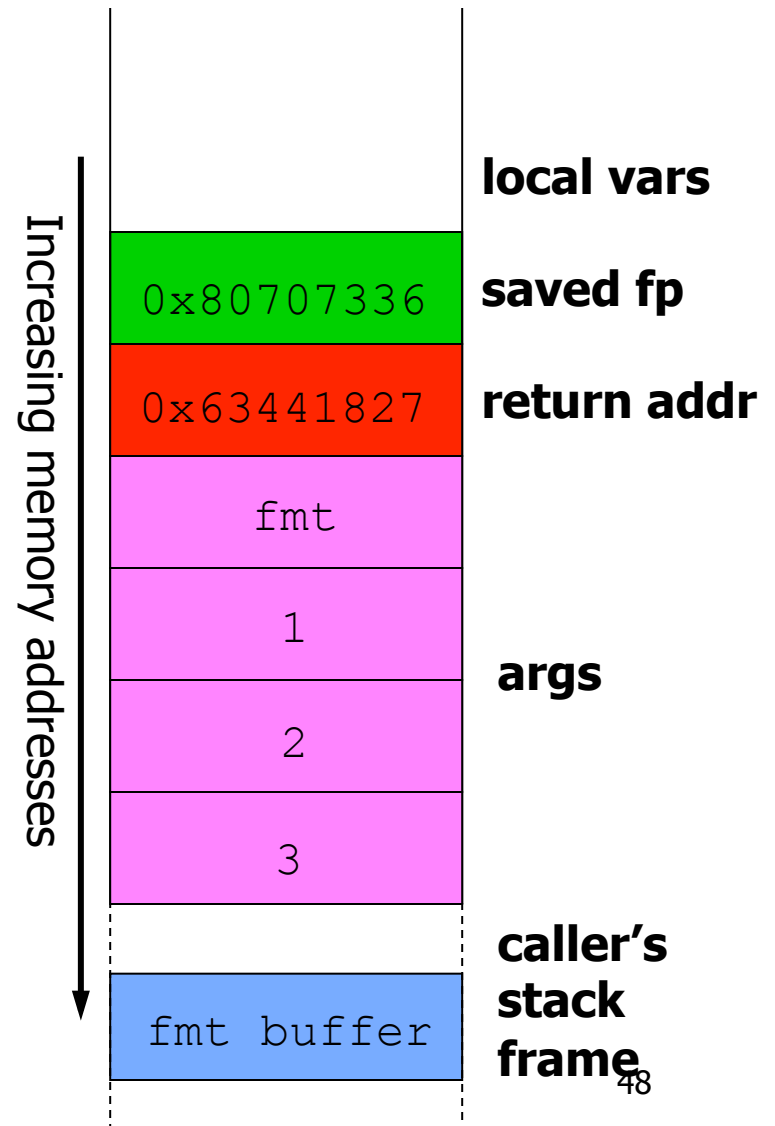 Increasing memory addresses
local vars
0x80707336
saved fp
0x63441827
return addr
fmt
1
2
3
args
caller’s
stack
frame
fmt buffer
48